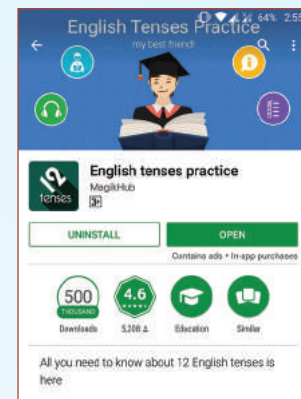 64% 2:55
English Tenses Practice
my best friend!
12
tenses
English tenses practice
MagikHub
3+
UNINSTALL
OPEN
Contains ads • In-app purchases
500
THOUSAND
Downloads
4.6
5,208
Education
Similar
All you need to know about 12 English tenses is
here